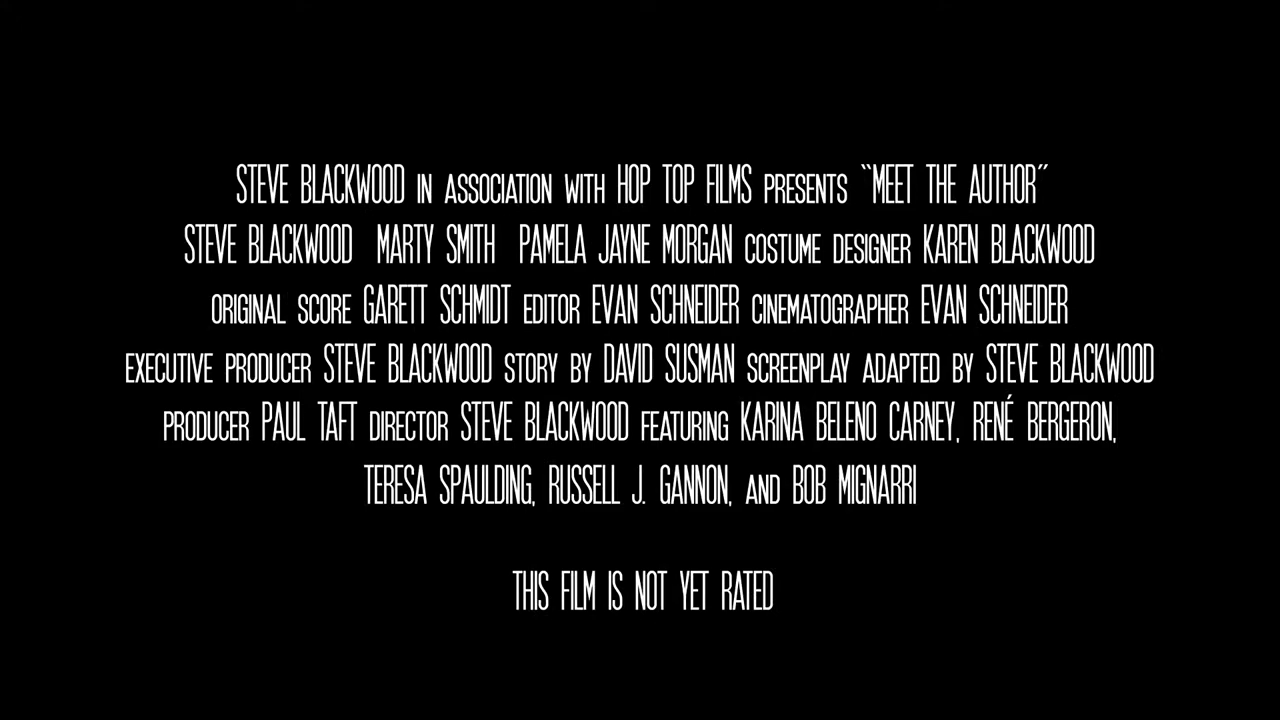 STEVE BLACKWOOD IN ASSOCIATION WITH HOP TOP FILMS PRESENTS "MEET THE AUTHOR"
STEVE BLACKWOOD MARTY SMITH PAMELA JAYNE MORGAN COSTUME DESIGNER KAREN BLACKWOOD
ORIGINAL SCORE GARETT SCHMIDT EDITOR EVAN SCHNEIDER CINEMATOGRAPHER EVAN SCHNEIDER
EXECUTIVE PRODUCER STEVE BLACKWOOD STORY BY DAVID SUSMAN SCREENPLAY ADAPTED BY STEVE BLACKWOOD
PRODUCER PAUL TAFT DIRECTOR STEVE BLACKWOOD FEATURING KARINA BELENO CARNEY, RENÉ BERGERON,
TERESA SPAULDING, RUSSELL J. GANNON, AND BOB MIGNARRI
THIS FILM IS NOT YET RATED